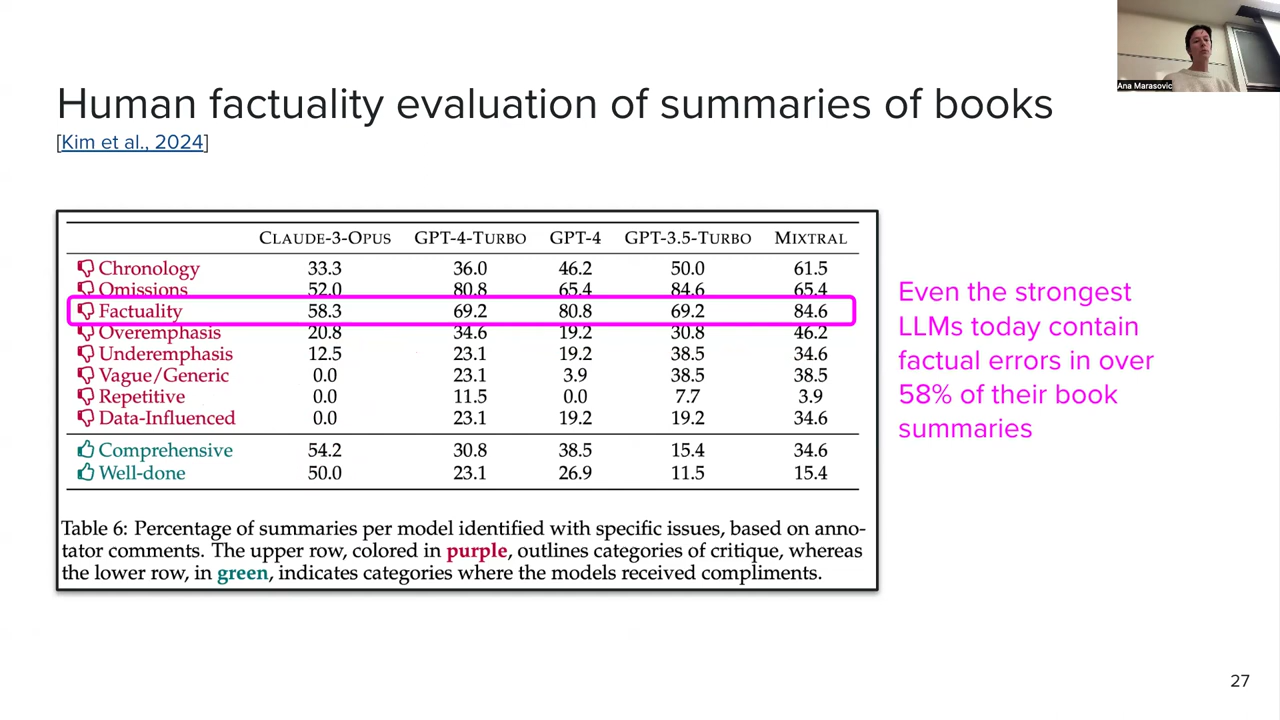 Ana Marasovic
Human factuality evaluation of summaries of books
[Kim et al., 2024]
CLAUDE-3-OPUS GPT-4-TURBO GPT-4 GPT-3.5-TURBO MIXTRAL
Chronology 33.3 36.0 46.2 50.0 61.5
Omissions 52.0 80.8 65.4 84.6 65.4
Factuality 58.3 69.2 80.8 69.2 84.6
Overemphasis 20.8 34.6 19.2 30.8 46.2
Underemphasis 12.5 23.1 19.2 38.5 34.6
Vague/Generic 0.0 23.1 3.9 38.5 38.5
Repetitive 0.0 11.5 0.0 7.7 3.9
Data-Influenced 0.0 23.1 19.2 19.2 34.6
Comprehensive 54.2 30.8 38.5 15.4 34.6
Well-done 50.0 23.1 26.9 11.5 15.4
Table 6: Percentage of summaries per model identified with specific issues, based on anno-
tator comments. The upper row, colored in purple, outlines categories of critique, whereas
the lower row, in green, indicates categories where the models received compliments.
Even the strongest
LLMs today contain
factual errors in over
58% of their book
summaries
27